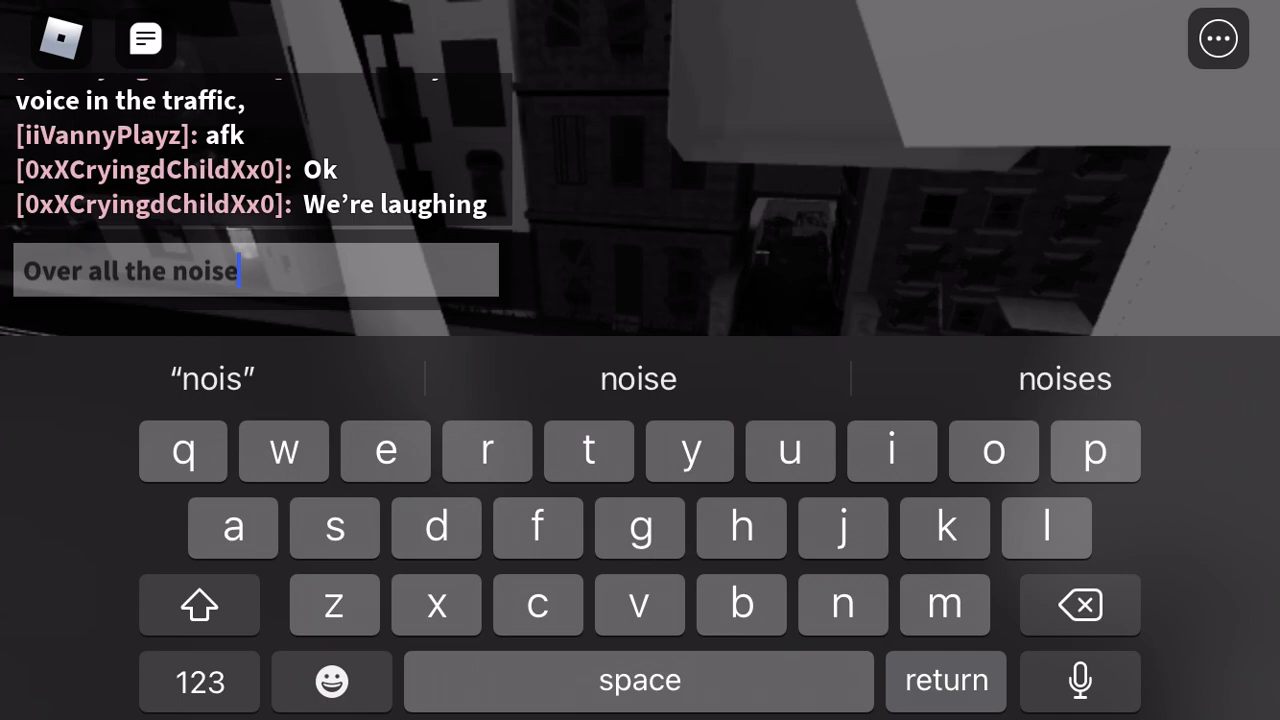 voice in the traffic,
[iiVannyPlayz]: afk
[0xXCryingdChildXx0]: Ok
[0xXCryingdChildXx0]: We’re laughing
Over all the noise
“nois” noise noises
q w e r t y u i o p
a s d f g h j k l
z x c v b n m
123 space return